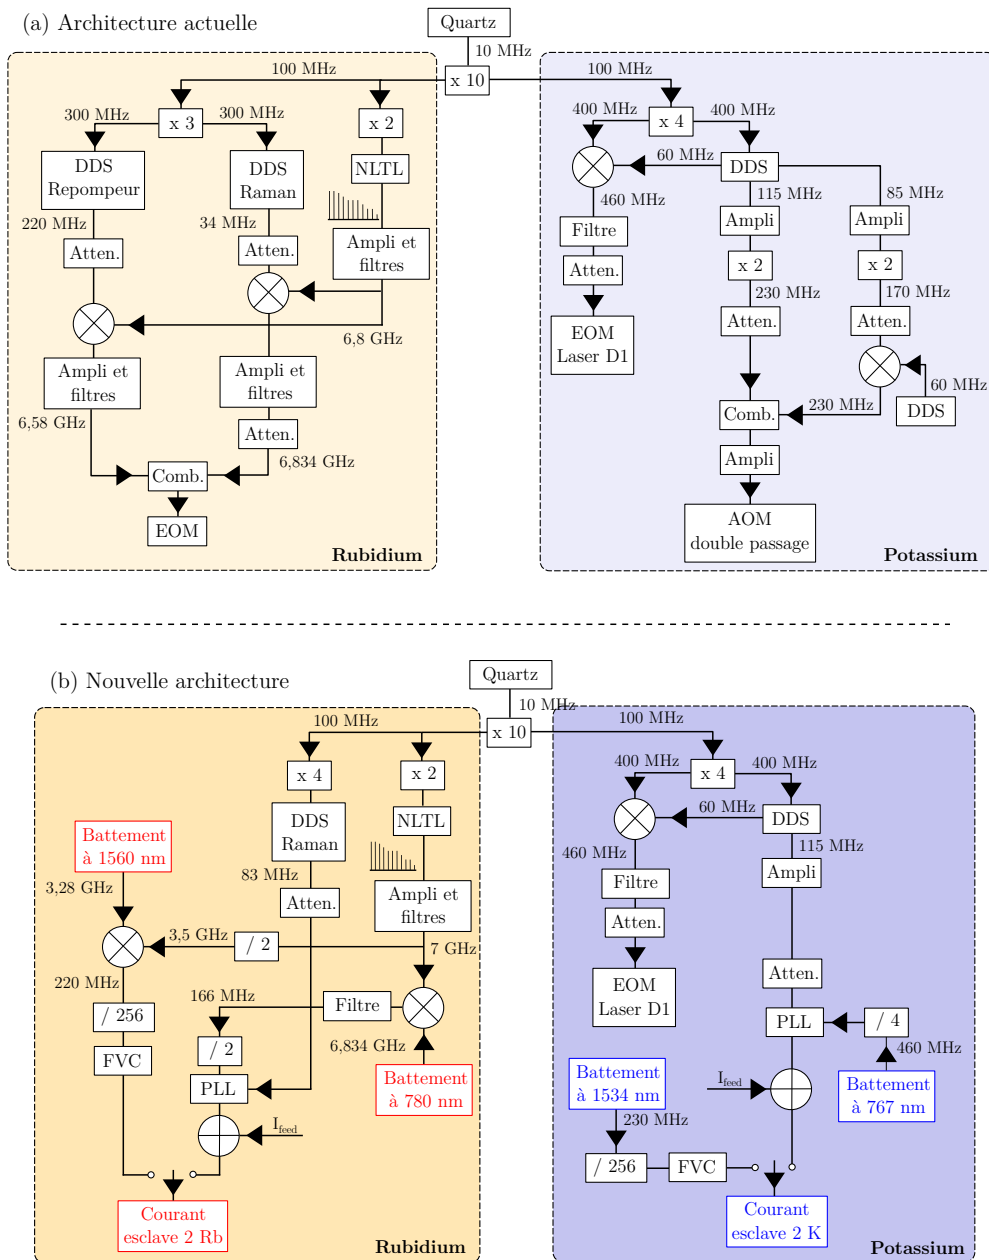 (a) Architecture actuelle
Quartz
10 MHz
x 10
100 MHz
100 MHz
x 3
300 MHz
300 MHz
x 2
DDS
Repompeur
DDS
Raman
NLTL
220 MHz
34 MHz
Atten.
Atten.
Ampli et
filtres
6,8 GHz
Ampli et
filtres
Ampli et
filtres
6,58 GHz
Atten.
6,834 GHz
Comb.
EOM
Rubidium
x 4
400 MHz
400 MHz
60 MHz
DDS
460 MHz
115 MHz
85 MHz
Filtre
Ampli
Ampli
Atten.
x 2
x 2
230 MHz
170 MHz
EOM
Laser D1
Atten.
Atten.
60 MHz
DDS
230 MHz
Comb.
Ampli
AOM
double passage
Potassium
(b) Nouvelle architecture
Quartz
10 MHz
x 10
100 MHz
100 MHz
x 4
x 2
DDS
Raman
NLTL
Battement
à 1560 nm
3,28 GHz
83 MHz
Atten.
Ampli et
filtres
3,5 GHz
/ 2
7 GHz
220 MHz
166 MHz
Filtre
/ 256
/ 2
6,834 GHz
FVC
PLL
Battement
à 780 nm
Ifeed
Courant
esclave 2 Rb
Rubidium
x 4
400 MHz
400 MHz
60 MHz
DDS
460 MHz
115 MHz
Filtre
Ampli
Atten.
EOM
Laser D1
Atten.
PLL
/ 4
460 MHz
Battement
à 1534 nm
Ifeed
Battement
à 767 nm
230 MHz
/ 256
FVC
Courant
esclave 2 K
Potassium